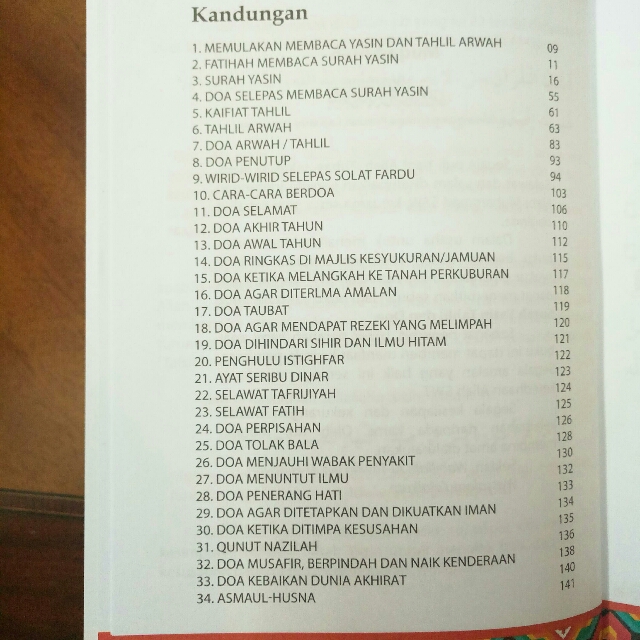 Kandungan
1. MEMULAKAN MEMBACA YASIN DAN TAHLIL ARWAH 09
2. FATIHAH MEMBACA SURAH YASIN 11
3. SURAH YASIN 16
4. DOA SELEPAS MEMBACA SURAH YASIN 55
5. KAIFIAT TAHLIL 61
6. TAHLIL ARWAH 63
7. DOA ARWAH / TAHLIL 83
8. DOA PENUTUP 93
9. WIRID-WIRID SELEPAS SOLAT FARDU 94
10. CARA-CARA BERDOA 103
11. DOA SELAMAT 106
12. DOA AKHIR TAHUN 110
13. DOA AWAL TAHUN 112
14. DOA RINGKAS DI MAJLIS KESYUKURAN/JAMUAN 115
15. DOA KETIKA MELANGKAH KE TANAH PERKUBURAN 117
16. DOA AGAR DITERLMA AMALAN 118
17. DOA TAUBAT 119
18. DOA AGAR MENDAPAT REZEKI YANG MELIMPAH 120
19. DOA DIHINDARI SIHIR DAN ILMU HITAM 121
20. PENGHULU ISTIGHFAR 122
21. AYAT SERIBU DINAR 123
22. SELAWAT TAFRIJIYAH 124
23. SELAWAT FATIH 125
24. DOA PERPISAHAN 126
25. DOA TOLAK BALA 128
26. DOA MENJAUHI WABAK PENYAKIT 130
27. DOA MENUNTUT ILMU 132
28. DOA PENERANG HATI 133
29. DOA AGAR DITETAPKAN DAN DIKUATKAN IMAN 134
30. DOA KETIKA DITIMPA KESUSAHAN 135
31. QUNUT NAZILAH 136
32. DOA MUSAFIR, BERPINDAH DAN NAIK KENDERAAN 138
33. DOA KEBAIKAN DUNIA AKHIRAT 140
34. ASMAUL-HUSNA 141